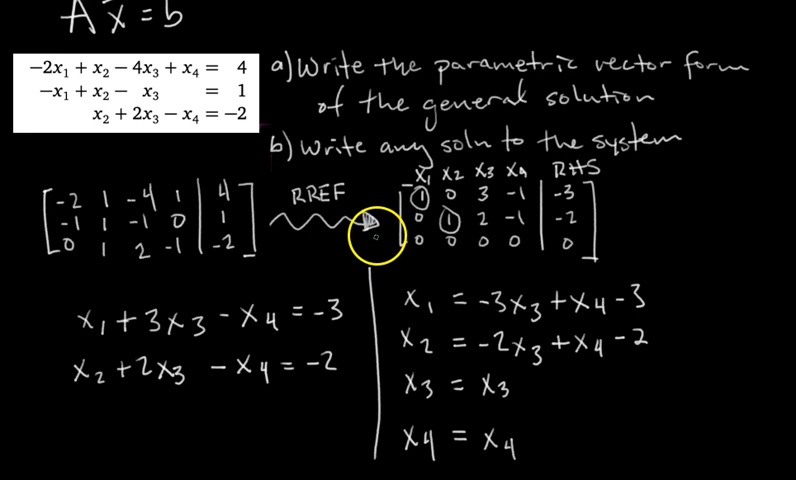 Ax = b
−2x₁ + x₂ − 4x₃ + x₄ = 4
−x₁ + x₂ − x₃ = 1
x₂ + 2x₃ − x₄ = −2
a) Write the parametric vector form
of the general solution
b) Write any soln to the system
-2 1 -4 1 | 4
-1 1 -1 0 | 1
0 1 2 -1 | -2
RREF
x₁ x₂ x₃ x₄ RHS
1 0 3 -1 | -3
0 1 2 -1 | -2
0 0 0 0 | 0
x₁ + 3x₃ - x₄ = -3
x₂ + 2x₃ - x₄ = -2
x₁ = -3x₃ + x₄ - 3
x₂ = -2x₃ + x₄ - 2
x₃ = x₃
x₄ = x₄